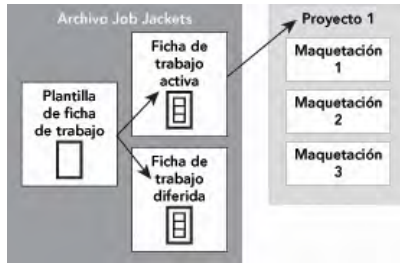 Archivo Job Jackets
Plantilla
de ficha
de trabajo
Ficha de
trabajo
activa
Ficha de
trabajo
diferida
Proyecto 1
Maquetación
1
Maquetación
2
Maquetación
3